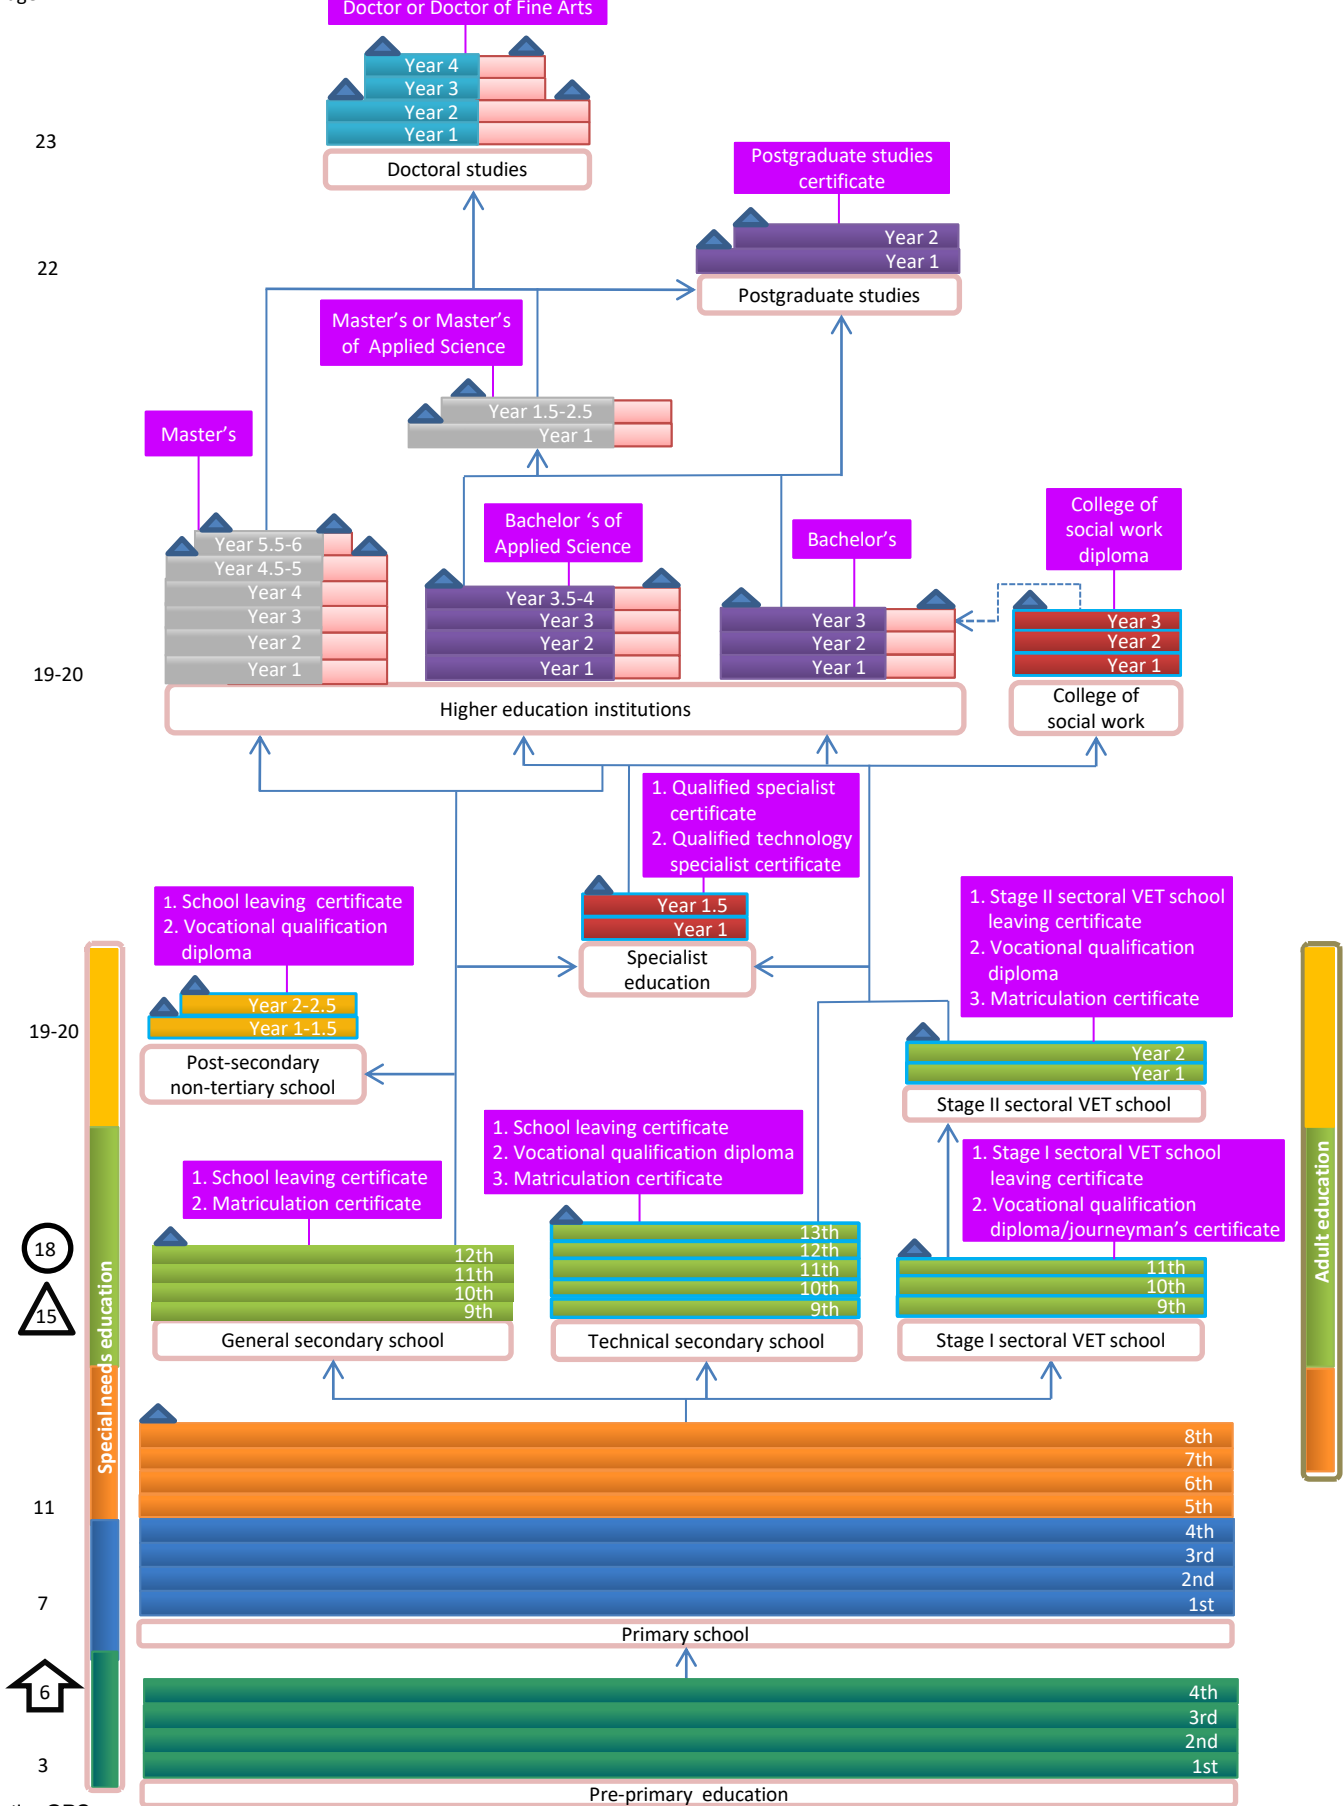 Doctor or Doctor of Fine Arts
Year 4
Year 3
Year 2
Year 1
23
Doctoral studies
Postgraduate studies
certificate
Year 2
Year 1
22
Postgraduate studies
Master's or Master's
of Applied Science
Year 1.5-2.5
Year 1
Master's
Year 5.5-6
Year 4.5-5
Year 4
Year 3
Year 2
Year 1
Bachelor 's of
Applied Science
Year 3.5-4
Year 3
Year 2
Year 1
Bachelor's
Year 3
Year 2
Year 1
College of
social work
diploma
Year 3
Year 2
Year 1
19-20
Higher education institutions
College of
social work
1. Qualified specialist
certificate
2. Qualified technology
specialist certificate
Year 1.5
Year 1
Specialist
education
1. School leaving certificate
2. Vocational qualification
diploma
Year 2-2.5
Year 1-1.5
19-20
Post-secondary
non-tertiary school
1. Stage II sectoral VET school
leaving certificate
2. Vocational qualification
diploma
3. Matriculation certificate
Year 2
Year 1
Stage II sectoral VET school
1. School leaving certificate
2. Matriculation certificate
12th
11th
10th
9th
General secondary school
1. School leaving certificate
2. Vocational qualification diploma
3. Matriculation certificate
13th
12th
11th
10th
9th
Technical secondary school
1. Stage I sectoral VET school
leaving certificate
2. Vocational qualification
diploma/journeyman's certificate
11th
10th
9th
Stage I sectoral VET school
18
15
Special needs education
Adult education
8th
7th
6th
5th
11
4th
3rd
2nd
1st
7
Primary school
6
4th
3rd
2nd
1st
3
Pre-primary education